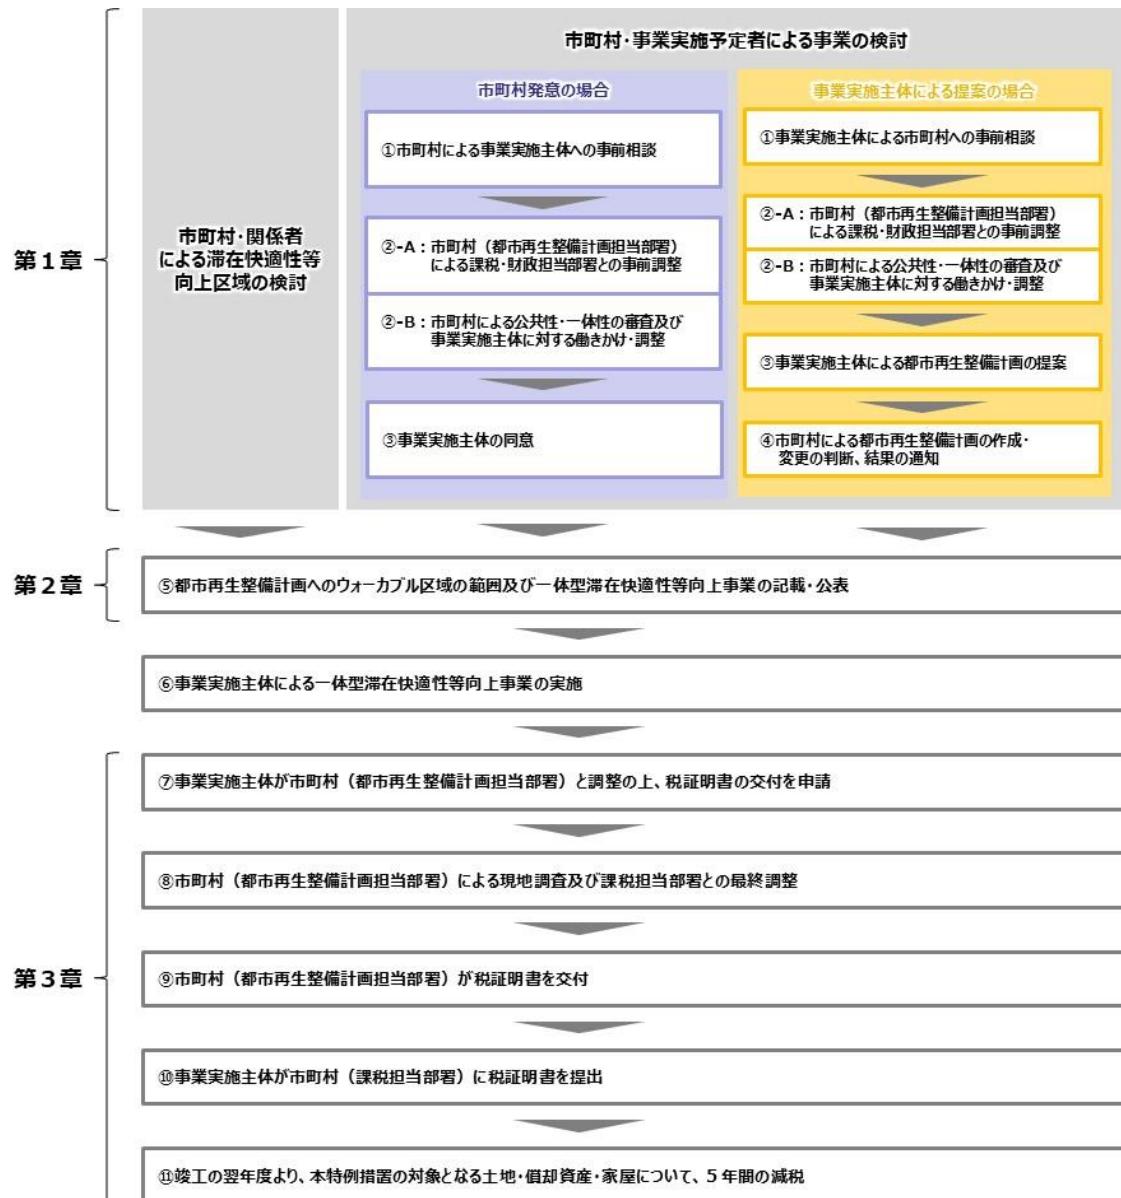 市町村・事業実施予定者による事業の検討
第1章
市町村・関係者
による滞在快適性等
向上区域の検討
市町村発意の場合
①市町村による事業実施主体への事前相談
②-A：市町村（都市再生整備計画担当部署）
による課税・財政担当部署との事前調整
②-B：市町村による公共性・一体性の審査及び
事業実施主体に対する働きかけ・調整
③事業実施主体の同意
事業実施主体による提案の場合
①事業実施主体による市町村への事前相談
②-A：市町村（都市再生整備計画担当部署）
による課税・財政担当部署との事前調整
②-B：市町村による公共性・一体性の審査及び
事業実施主体に対する働きかけ・調整
③事業実施主体による都市再生整備計画の提案
④市町村による都市再生整備計画の作成・
変更の判断、結果の通知
第2章
⑤都市再生整備計画へのウォーカブル区域の範囲及び一体型滞在快適性等向上事業の記載・公表
⑥事業実施主体による一体型滞在快適性等向上事業の実施
第3章
⑦事業実施主体が市町村（都市再生整備計画担当部署）と調整の上、税証明書の交付を申請
⑧市町村（都市再生整備計画担当部署）による現地調査及び課税担当部署との最終調整
⑨市町村（都市再生整備計画担当部署）が税証明書を交付
⑩事業実施主体が市町村（課税担当部署）に税証明書を提出
⑪竣工の翌年度より、本特例措置の対象となる土地・償却資産・家屋について、5年間の減税